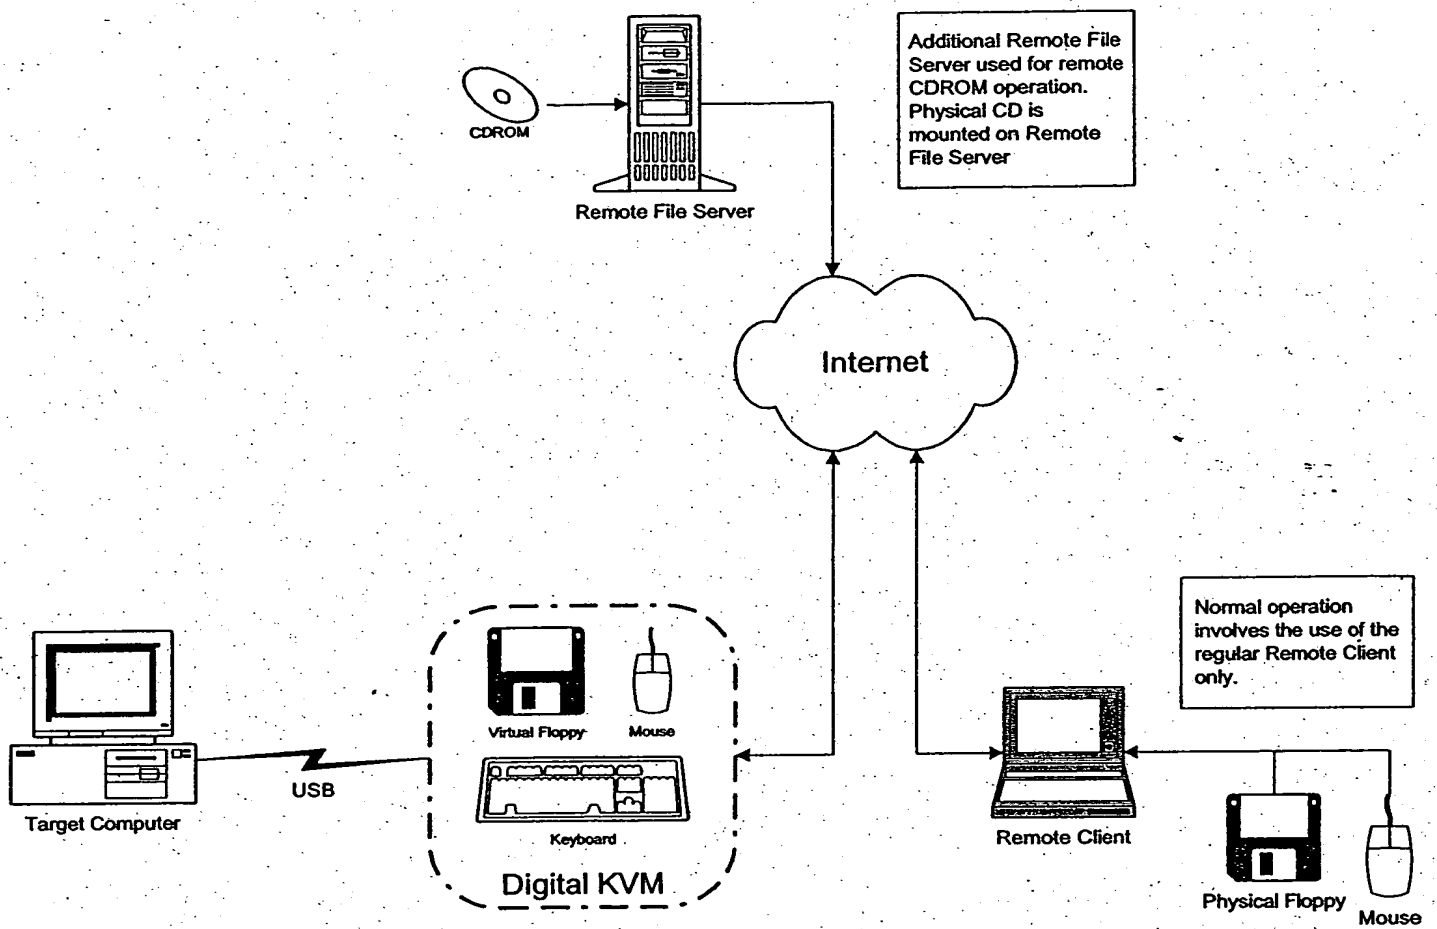 Additional Remote File
Server used for remote
CDROM operation.
Physical CD is
mounted on Remote
File Server
CDROM
Remote File Server
Internet
Normal operation
involves the use of the
regular Remote Client
only.
Virtual Floppy
Mouse
USB
Target Computer
Keyboard
Remote Client
Digital KVM
Physical Floppy
Mouse